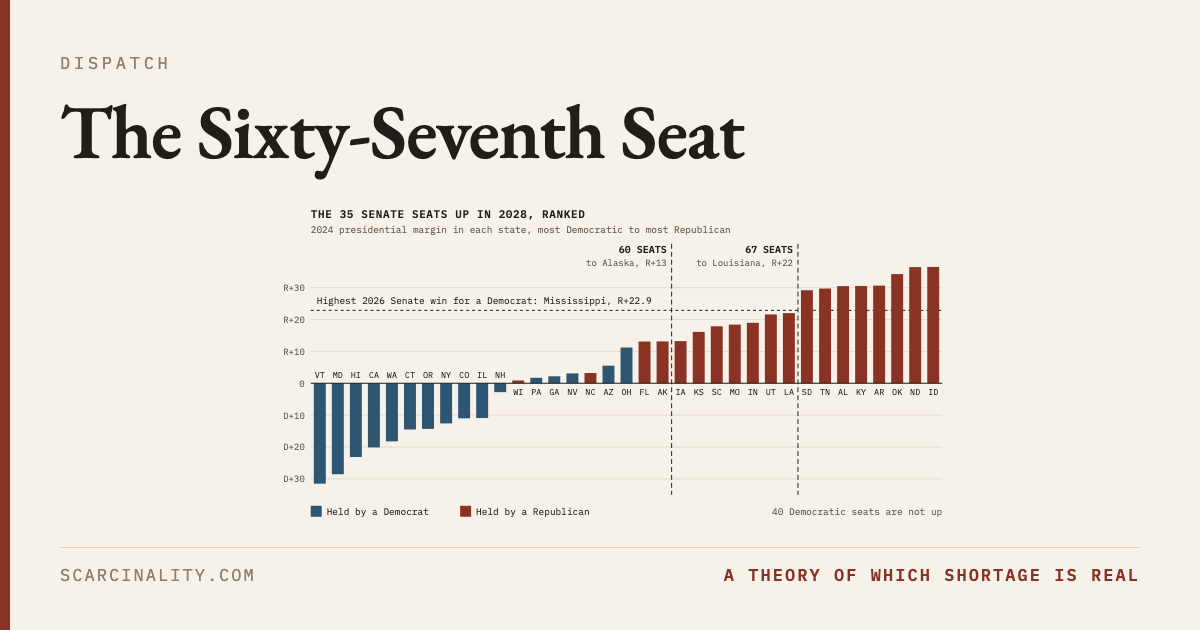 DISPATCH
The Sixty-Seventh Seat
THE 35 SENATE SEATS UP IN 2028, RANKED
2024 presidential margin in each state, most Democratic to most Republican
60 SEATS
to Alaska, R+13
67 SEATS
to Louisiana, R+22
R+30
Highest 2026 Senate win for a Democrat: Mississippi, R+22.9
R+20
R+10
VT MD HI CA WA CT OR NY CO IL NH
0
WI PA GA NV NC AZ OH FL AK IA KS SC MO IN UT LA SD TN AL KY AR OK ND ID
D+10
D+20
D+30
Held by a Democrat
Held by a Republican
40 Democratic seats are not up
SCARCINALITY.COM
A THEORY OF WHICH SHORTAGE IS REAL